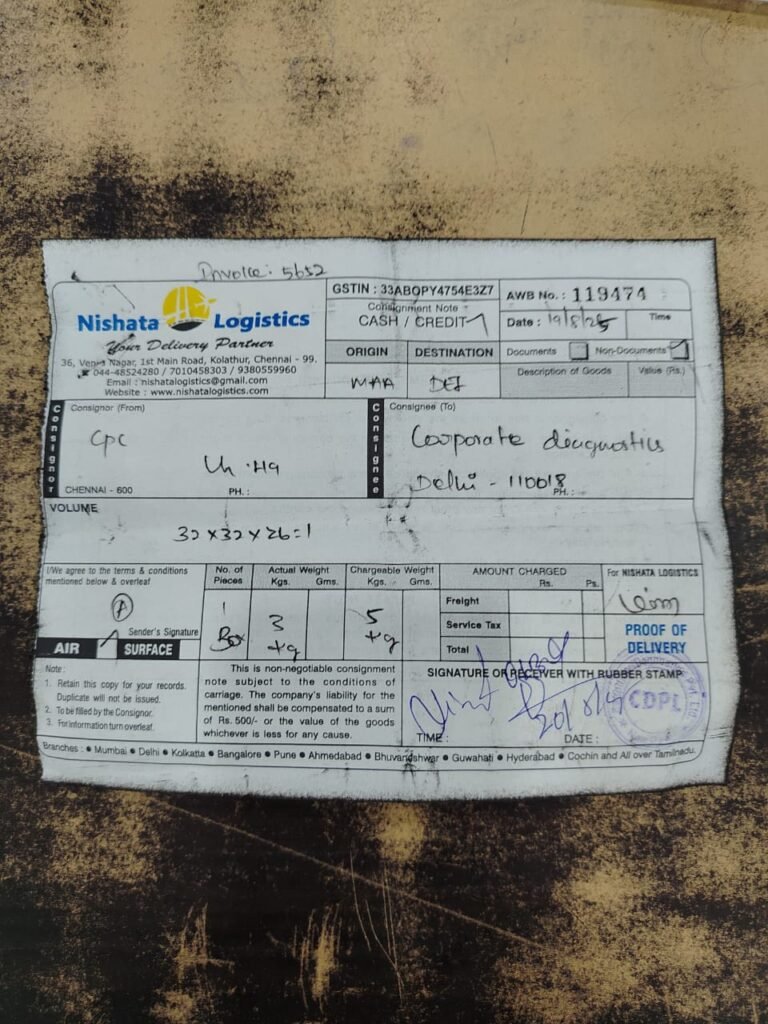 Invoice: 5652
Nishata Logistics
Your Delivery Partner
36, Venus Nagar, 1st Main Road, Kolathur, Chennai - 99.
044-48524280 / 7010458303 / 9380559960
Email : nishatalogistics@gmail.com
Website : www.nishatalogistics.com
GSTIN : 33ABQPY4754E3Z7
Consignment Note
CASH / CREDIT
AWB No. : 119474
Date : 19/8/25 Time
ORIGIN DESTINATION
MAA DEL
Documents Non-Documents
Description of Goods Value (Rs.)
Consignor
Consignor (From)
CPC
CHENNAI - 600 PH. :
Consignee
Consignee (To)
Corporate diagnostics
Delhi - 110018
PH. :
VOLUME
32 x 32 x 26 = 1
I/We agree to the terms & conditions
mentioned below & overleaf
Sender's Signature
AIR SURFACE
No. of Pieces
1
Box
Actual Weight
Kgs. Gms.
3
kg
Chargeable Weight
Kgs. Gms.
5
kg
AMOUNT CHARGED
Rs. Ps.
Freight
Service Tax
Total
For NISHATA LOGISTICS
PROOF OF
DELIVERY
Note :
1. Retain this copy for your records.
Duplicate will not be issued.
2. To be filled by the Consignor.
3. For information turn overleaf.
This is non-negotiable consignment
note subject to the conditions of
carriage. The company's liability for the
mentioned shall be compensated to a sum
of Rs. 500/- or the value of the goods
whichever is less for any cause.
SIGNATURE OF RECEIVER WITH RUBBER STAMP
CDPL
TIME : DATE :
Branches : • Mumbai • Delhi • Kolkatta • Bangalore • Pune • Ahmedabad • Bhuvaneshwar • Guwahati • Hyderabad • Cochin and All over Tamilnadu.